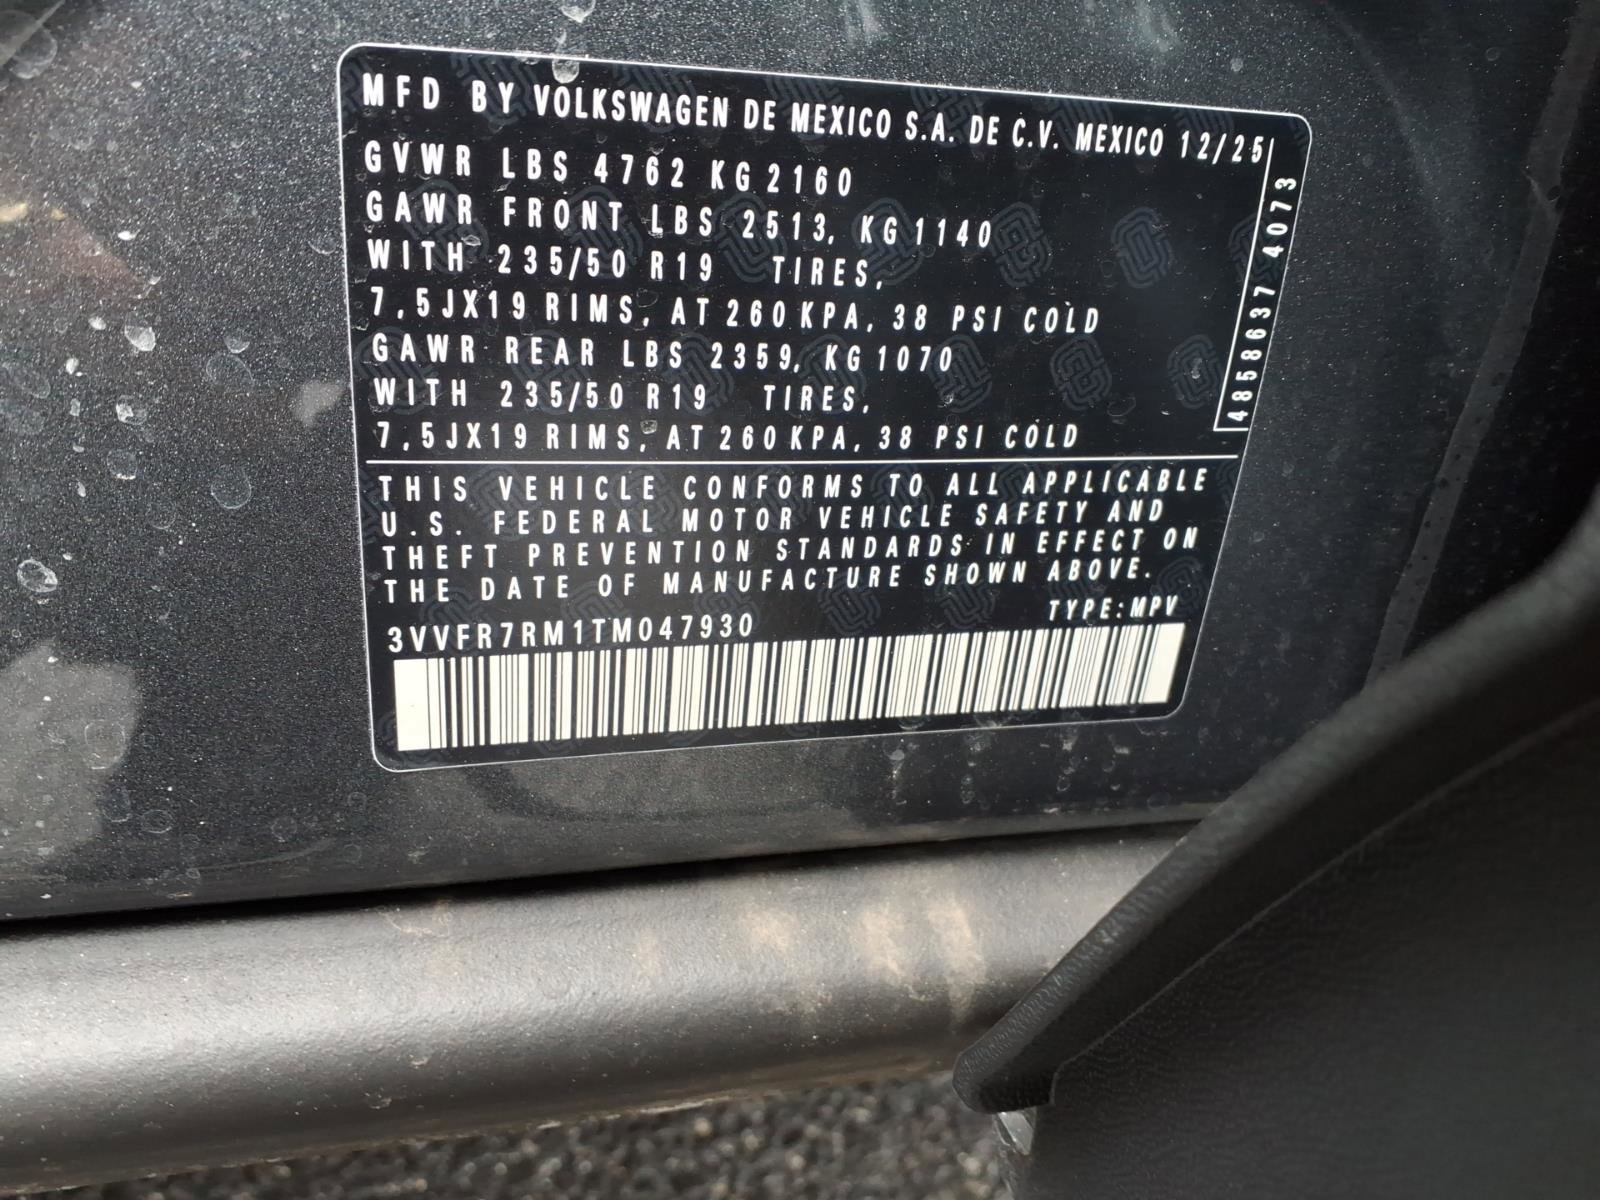 MFD BY VOLKSWAGEN DE MEXICO S.A. DE C.V. MEXICO 12/25
GVWR LBS 4762 KG 2160
GAWR FRONT LBS 2513, KG 1140
WITH 235/50 R19 TIRES,
7,5JX19 RIMS, AT 260 KPA, 38 PSI COLD
GAWR REAR LBS 2359, KG 1070
WITH 235/50 R19 TIRES,
7,5JX19 RIMS, AT 260 KPA, 38 PSI COLD
4858637 4073
THIS VEHICLE CONFORMS TO ALL APPLICABLE
U.S. FEDERAL MOTOR VEHICLE SAFETY AND
THEFT PREVENTION STANDARDS IN EFFECT ON
THE DATE OF MANUFACTURE SHOWN ABOVE.
TYPE:MPV
3VVFR7RM1TM047930